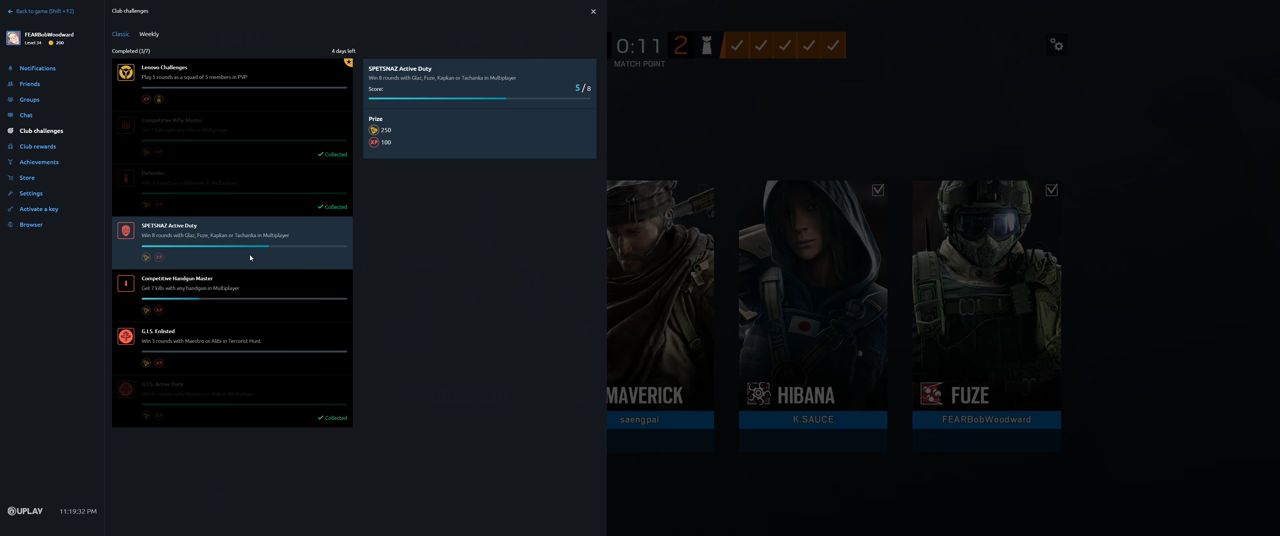 Back to game (Shift + F2)
FEARBobWoodward
Level 34 200
Notifications
Friends
Groups
Chat
Club challenges
Club rewards
Achievements
Store
Settings
Activate a key
Browser
UPLAY 11:19:32 PM
Club challenges
Classic Weekly
Completed (3/7) 4 days left
Lenovo Challenges
Play 5 rounds as a squad of 5 members in PVP
XP
Competitive Rifle Master
Collected
Defender
Collected
SPETSNAZ Active Duty
Win 8 rounds with Glaz, Fuze, Kapkan or Tachanka in Multiplayer
XP
Competitive Handgun Master
Get 7 kills with any handgun in Multiplayer
XP
G.I.S. Enlisted
Win 3 rounds with Maestro or Alibi in Terrorist Hunt.
XP
G.I.S. Active Duty
Collected
SPETSNAZ Active Duty
Win 8 rounds with Glaz, Fuze, Kapkan or Tachanka in Multiplayer
Score: 5 / 8
Prize
250
XP 100
0:11 2
MATCH POINT
MAVERICK
saengpai
HIBANA
K.SAUCE
FUZE
FEARBobWoodward